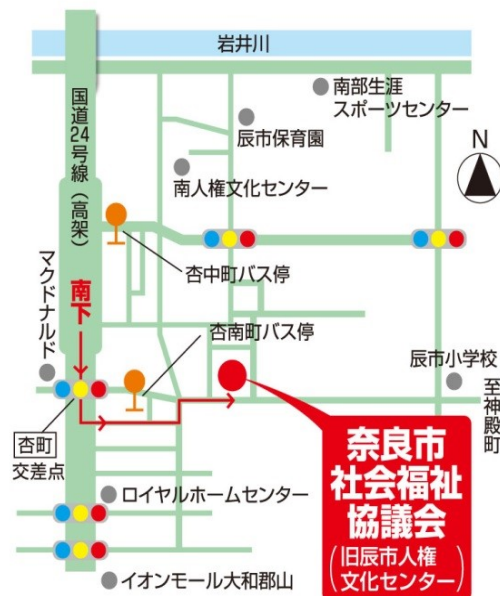 岩井川
国道24号線（高架）
南部生涯
スポーツセンター
辰市保育園
南人権文化センター
N
杏中町バス停
マクドナルド
南下
杏南町バス停
辰市小学校
至神殿町
杏町
交差点
奈良市
社会福祉
協議会
（旧辰市人権
文化センター）
ロイヤルホームセンター
イオンモール大和郡山